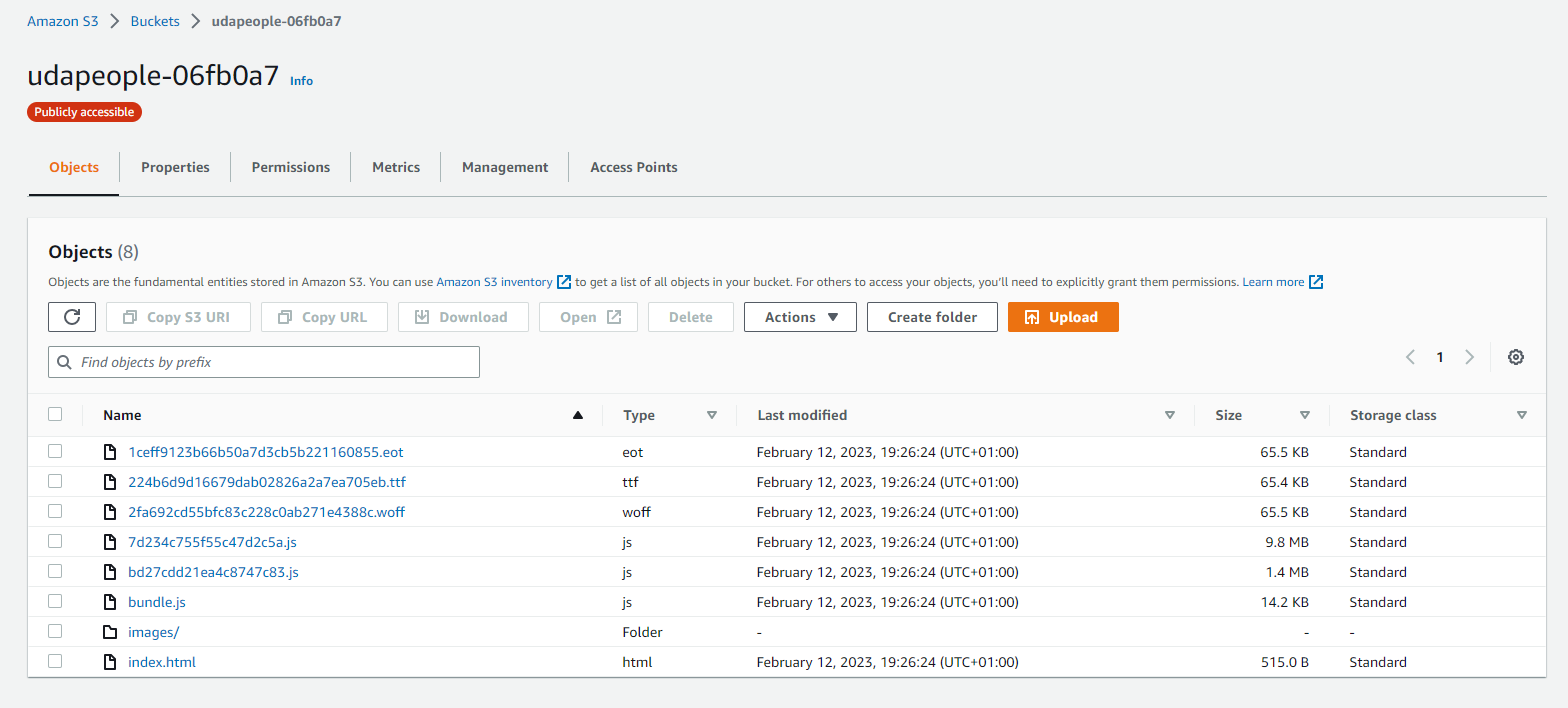 Amazon S3 > Buckets > udapeople-06fb0a7
udapeople-06fb0a7 Info
Publicly accessible
Objects Properties Permissions Metrics Management Access Points
Objects (8)
Objects are the fundamental entities stored in Amazon S3. You can use Amazon S3 inventory to get a list of all objects in your bucket. For others to access your objects, you'll need to explicitly grant them permissions. Learn more
Copy S3 URI Copy URL Download Open Delete Actions Create folder Upload
Find objects by prefix 1
Name Type Last modified Size Storage class
1ceff9123b66b50a7d3cb5b221160855.eot eot February 12, 2023, 19:26:24 (UTC+01:00) 65.5 KB Standard
224b6d9d16679dab02826a2a7ea705eb.ttf ttf February 12, 2023, 19:26:24 (UTC+01:00) 65.4 KB Standard
2fa692cd55bfc83c228c0ab271e4388c.woff woff February 12, 2023, 19:26:24 (UTC+01:00) 65.5 KB Standard
7d234c755f55c47d2c5a.js js February 12, 2023, 19:26:24 (UTC+01:00) 9.8 MB Standard
bd27cdd21ea4c8747c83.js js February 12, 2023, 19:26:24 (UTC+01:00) 1.4 MB Standard
bundle.js js February 12, 2023, 19:26:24 (UTC+01:00) 14.2 KB Standard
images/ Folder - - -
index.html html February 12, 2023, 19:26:24 (UTC+01:00) 515.0 B Standard